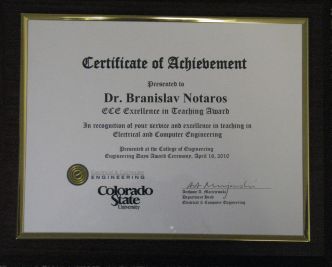 Certificate of Achievement
Presented to
Dr. Branislav Notaros
ECE Excellence in Teaching Award
In recognition of your service and excellence in teaching in
Electrical and Computer Engineering
Presented at the College of Engineering
Engineering Days Award Ceremony, April 16, 2010
ENGINEERING
Colorado
State
University
Anthony A. Maciejewski
Department Head
Electrical & Computer Engineering